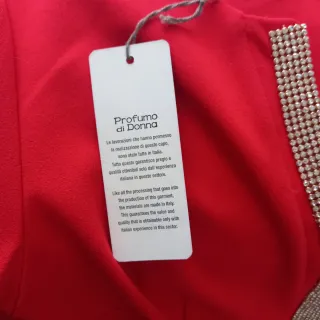 Profumo
di Donna
Le lavorazioni che hanno permesso
la realizzazione di questo capo,
sono state fatte in Italia.
Tutto questo garantisce pregio e
qualità ottenibili solo dall'esperienza
italiana in questo settore.
Like all the processing that goes into
the production of this garment,
the materials are made in Italy.
This guarantees the value and
quality that is obtainable only with
Italian experience in this sector.